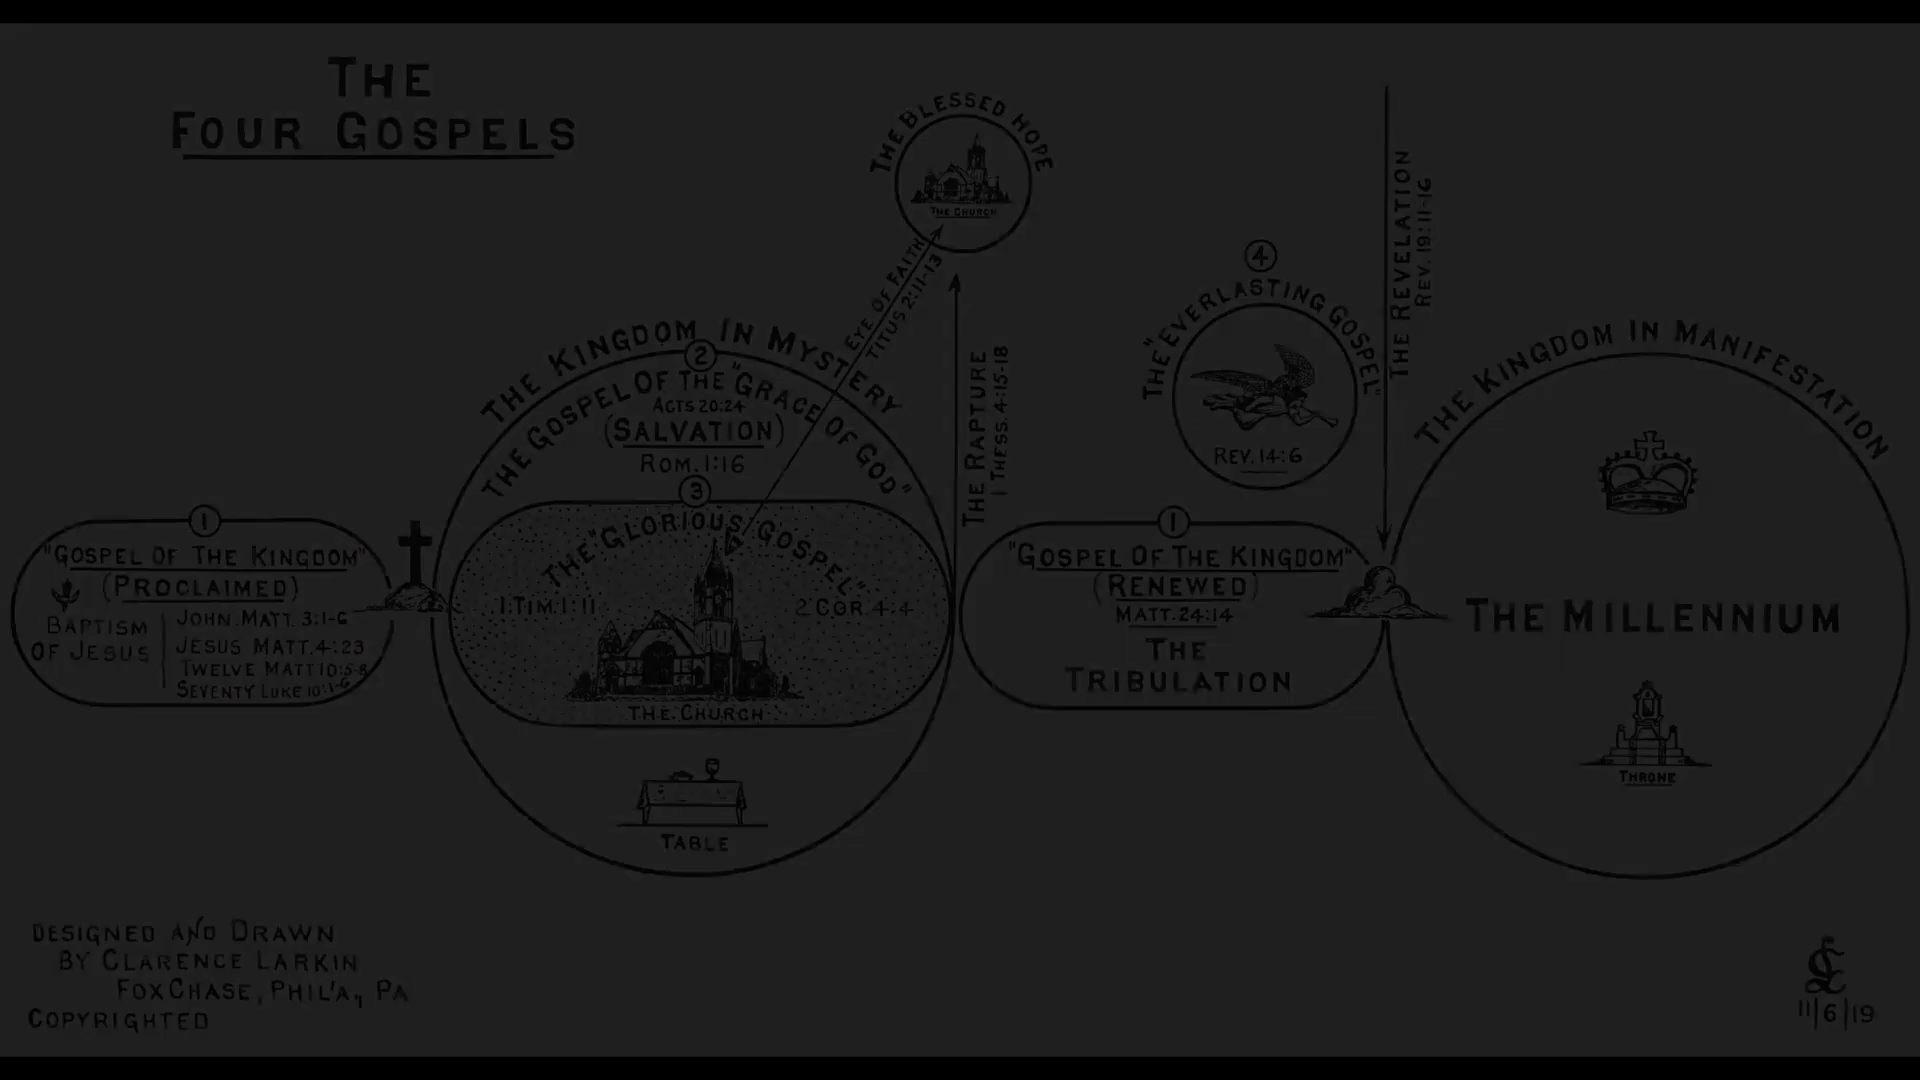 THE
FOUR GOSPELS
THE BLESSED HOPE
THE CHURCH
EYE OF FAITH
TITUS 2:11-13
THE RAPTURE
I THESS. 4:15-18
4
THE "EVERLASTING GOSPEL"
REV. 14:6
THE REVELATION
REV. 19:11-16
THE KINGDOM IN MYSTERY
2
THE GOSPEL OF THE "GRACE OF GOD"
ACTS 20:24
(SALVATION)
ROM. 1:16
3
THE "GLORIOUS GOSPEL"
1 TIM. 1:11
2 COR. 4:4
THE CHURCH
TABLE
1
"GOSPEL OF THE KINGDOM"
(PROCLAIMED)
BAPTISM
OF JESUS
JOHN. MATT. 3:1-6
JESUS MATT. 4:23
TWELVE MATT 10:5-8
SEVENTY LUKE 10:1-6
1
"GOSPEL OF THE KINGDOM"
(RENEWED)
MATT. 24:14
THE
TRIBULATION
THE KINGDOM IN MANIFESTATION
THE MILLENNIUM
THRONE
DESIGNED AND DRAWN
BY CLARENCE LARKIN
FOX CHASE, PHIL'A, PA
COPYRIGHTED
11/6/19